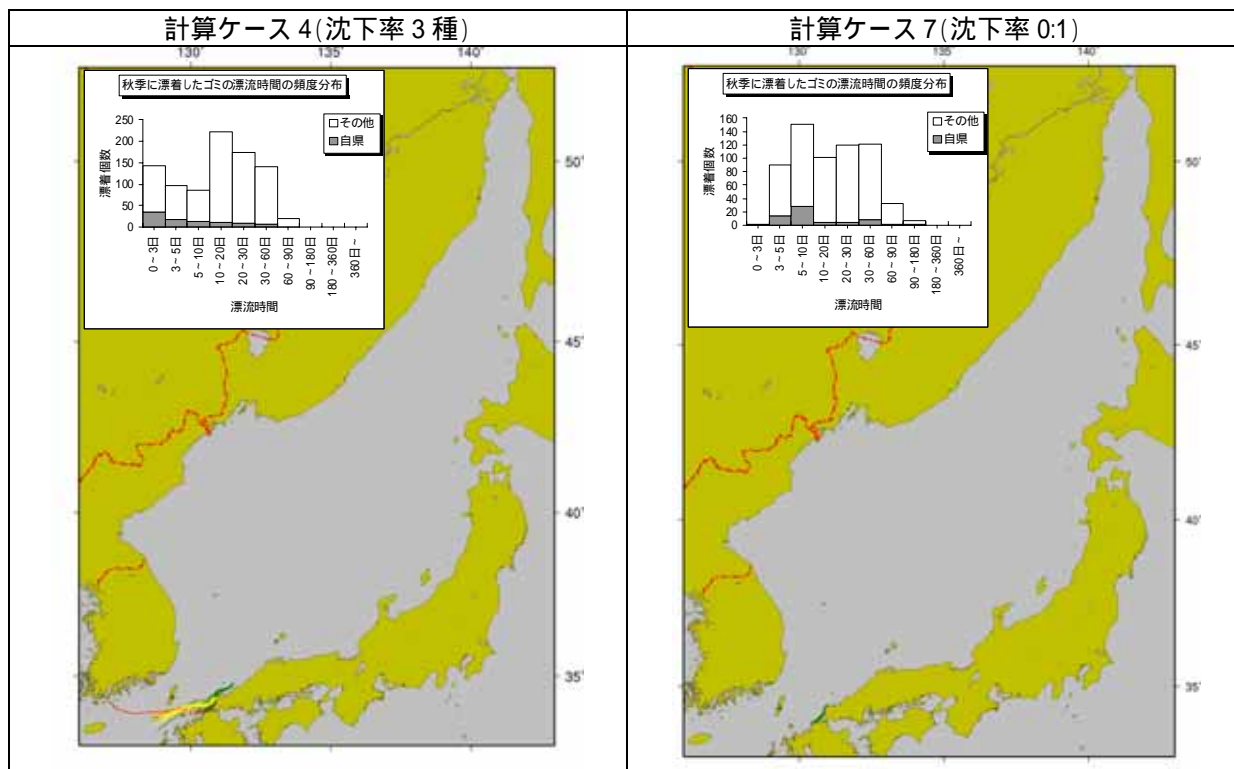 計算ケース 4(沈下率 3 種)
計算ケース 7(沈下率 0:1)
130°
135°
140°
秋季に漂着したゴミの漂流時間の頻度分布
その他
自県
漂着個数
250
200
150
100
50
0
0～3日
3～5日
5～10日
10～20日
20～30日
30～60日
60～90日
90～180日
180～360日
360日～
漂流時間
50°
45°
40°
35°
130°
135°
140°
秋季に漂着したゴミの漂流時間の頻度分布
その他
自県
漂着個数
160
140
120
100
80
60
40
20
0
0～3日
3～5日
5～10日
10～20日
20～30日
30～60日
60～90日
90～180日
180～360日
360日～
漂流時間
50°
45°
40°
35°